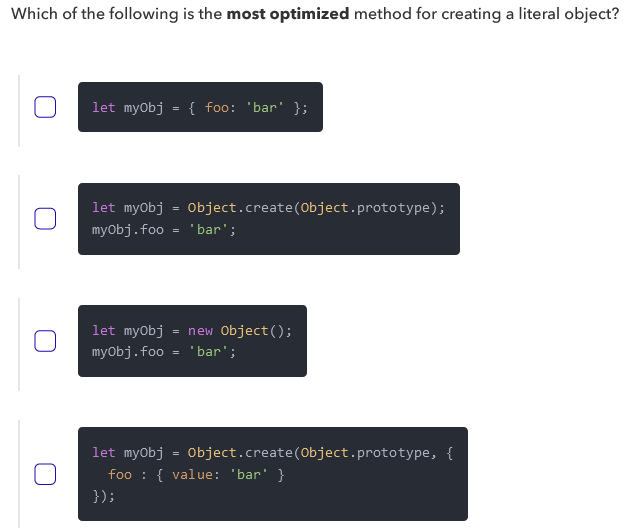 Which of the following is the most optimized method for creating a literal object?
let myObj = { foo: 'bar' };
let myObj = Object.create(Object.prototype);
myObj.foo = 'bar';
let myObj = new Object();
myObj.foo = 'bar';
let myObj = Object.create(Object.prototype, {
  foo : { value: 'bar' }
});